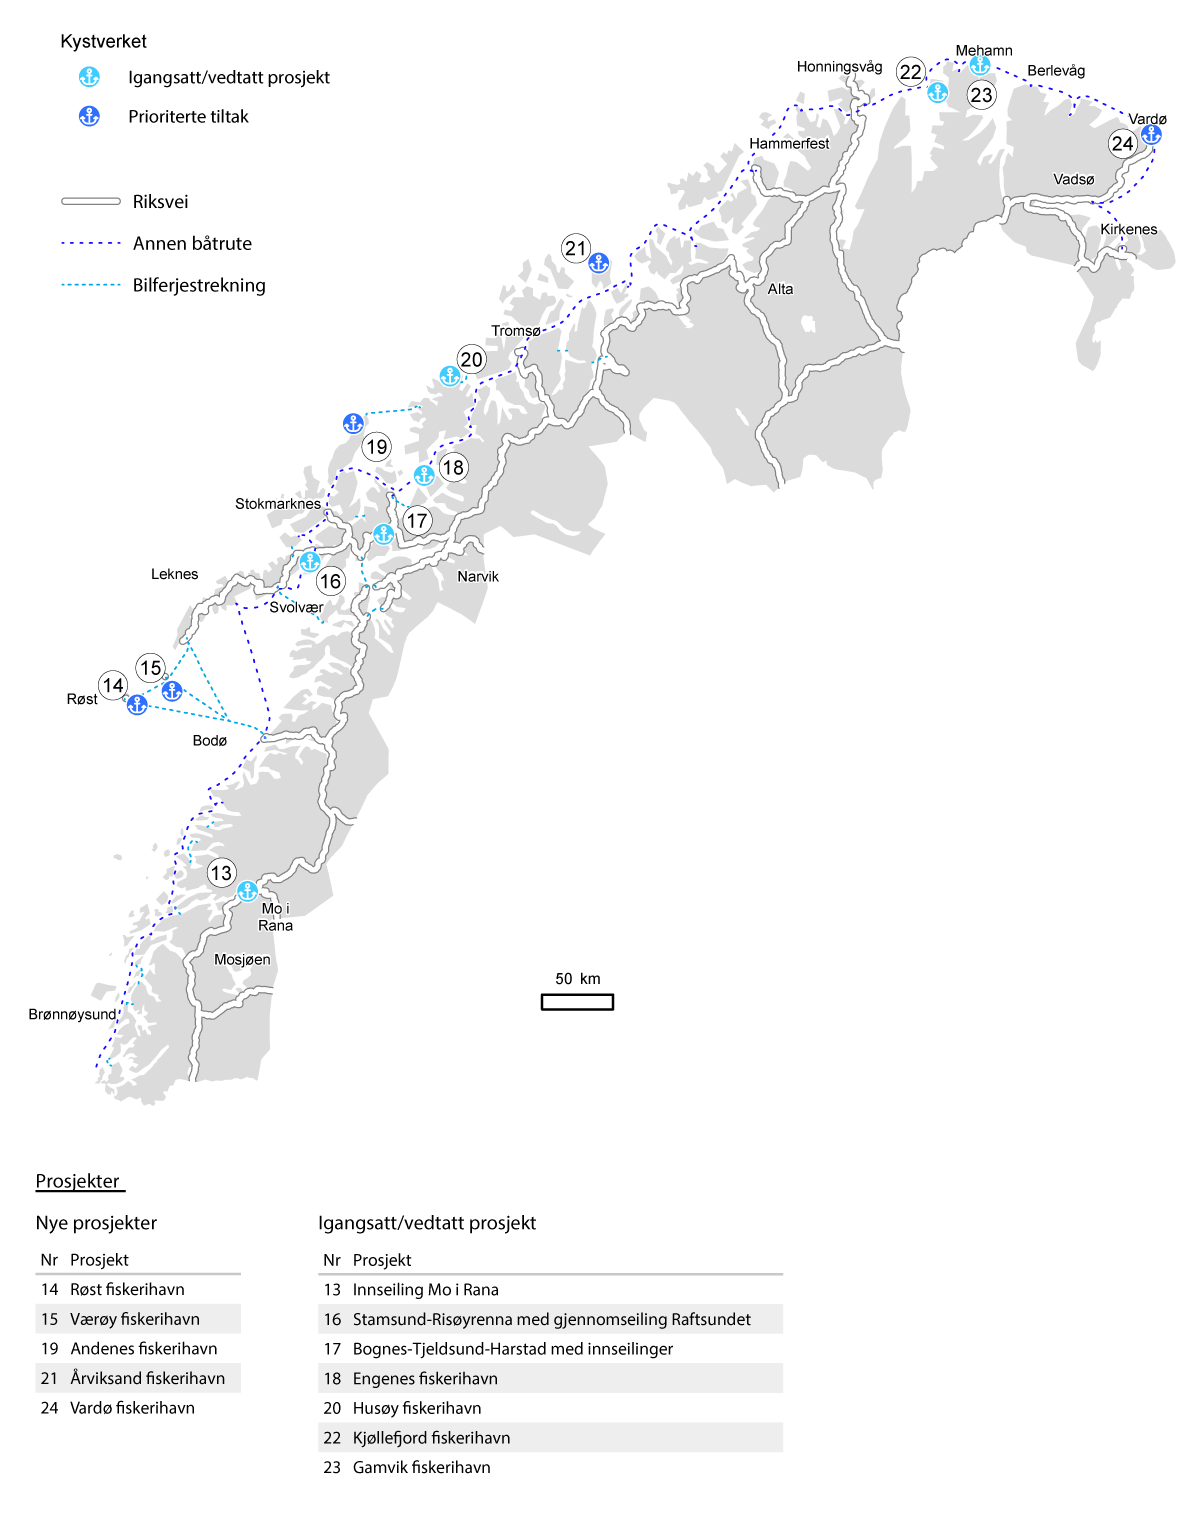 Kystverket
Igangsatt/vedtatt prosjekt
Prioriterte tiltak
Riksvei
Annen båtrute
Bilferjestrekning
Mehamn
Honningsvåg
22
Berlevåg
23
Vardø
24
Hammerfest
Vadsø
Kirkenes
21
Alta
Tromsø
20
19
18
Stokmarknes
17
Leknes
16
Narvik
Svolvær
15
14
Røst
Bodø
13
Mo i
Rana
Mosjøen
50 km
Brønnøysund
Prosjekter
Nye prosjekter
Nr Prosjekt
14 Røst fiskerihavn
15 Værøy fiskerihavn
19 Andenes fiskerihavn
21 Årviksand fiskerihavn
24 Vardø fiskerihavn
Igangsatt/vedtatt prosjekt
Nr Prosjekt
13 Innseiling Mo i Rana
16 Stamsund-Risøyrenna med gjennomseiling Raftsundet
17 Bognes-Tjeldsund-Harstad med innseilinger
18 Engenes fiskerihavn
20 Husøy fiskerihavn
22 Kjøllefjord fiskerihavn
23 Gamvik fiskerihavn